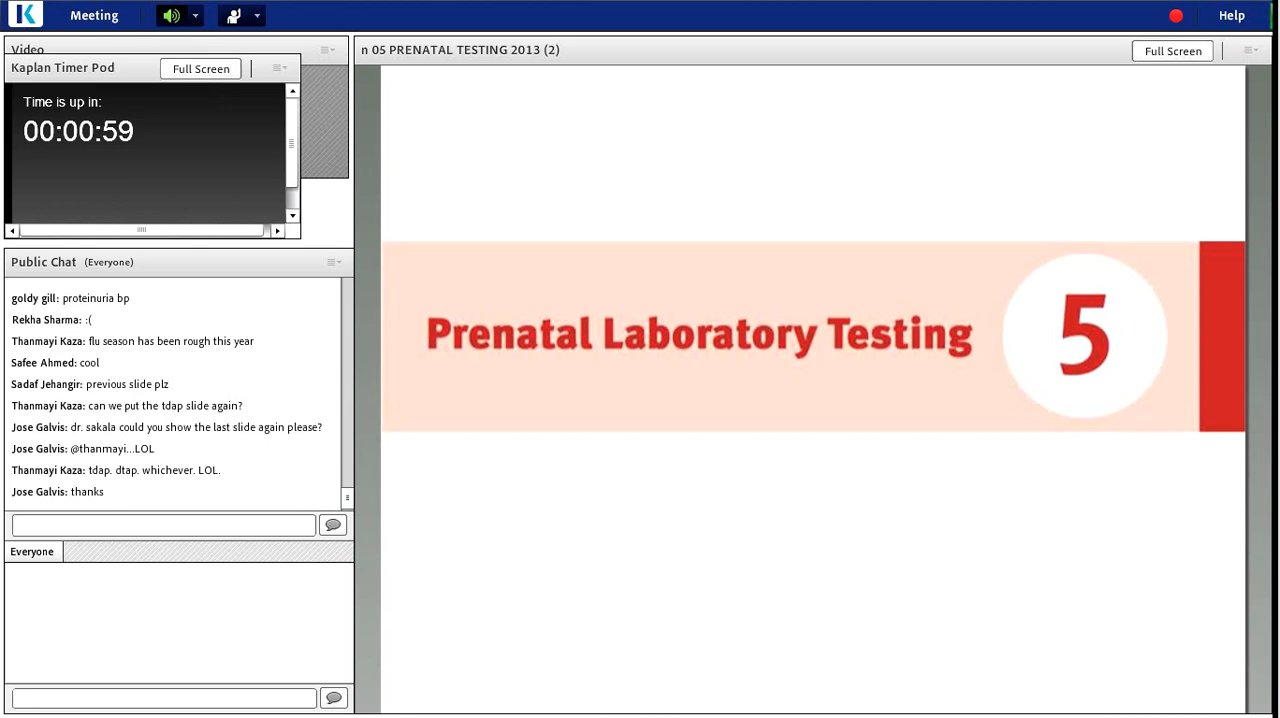 Meeting
Help
Video
Kaplan Timer Pod
Full Screen
Time is up in:
00:00:59
n 05 PRENATAL TESTING 2013 (2)
Full Screen
Public Chat (Everyone)
goldy gill: proteinuria bp
Rekha Sharma: :(
Thanmayi Kaza: flu season has been rough this year
Safee Ahmed: cool
Sadaf Jehangir: previous slide plz
Thanmayi Kaza: can we put the tdap slide again?
Jose Galvis: dr. sakala could you show the last slide again please?
Jose Galvis: @thanmayi...LOL
Thanmayi Kaza: tdap. dtap. whichever. LOL.
Jose Galvis: thanks
Everyone
Prenatal Laboratory Testing 5